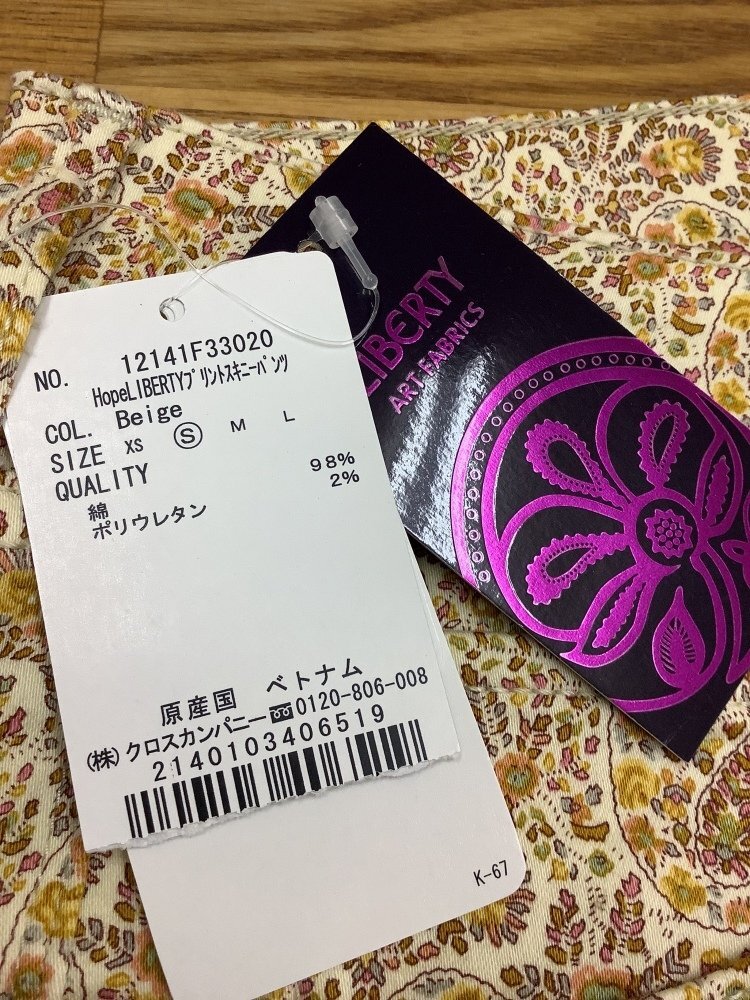 NO. 12141F33020
HopeLIBERTYプリントスキニーパンツ
COL. Beige
SIZE XS S M L
QUALITY
綿 98%
ポリウレタン 2%
原産国 ベトナム
(株)クロスカンパニー 0120-806-008
2140103406519
K-67
LIBERTY
ART FABRICS